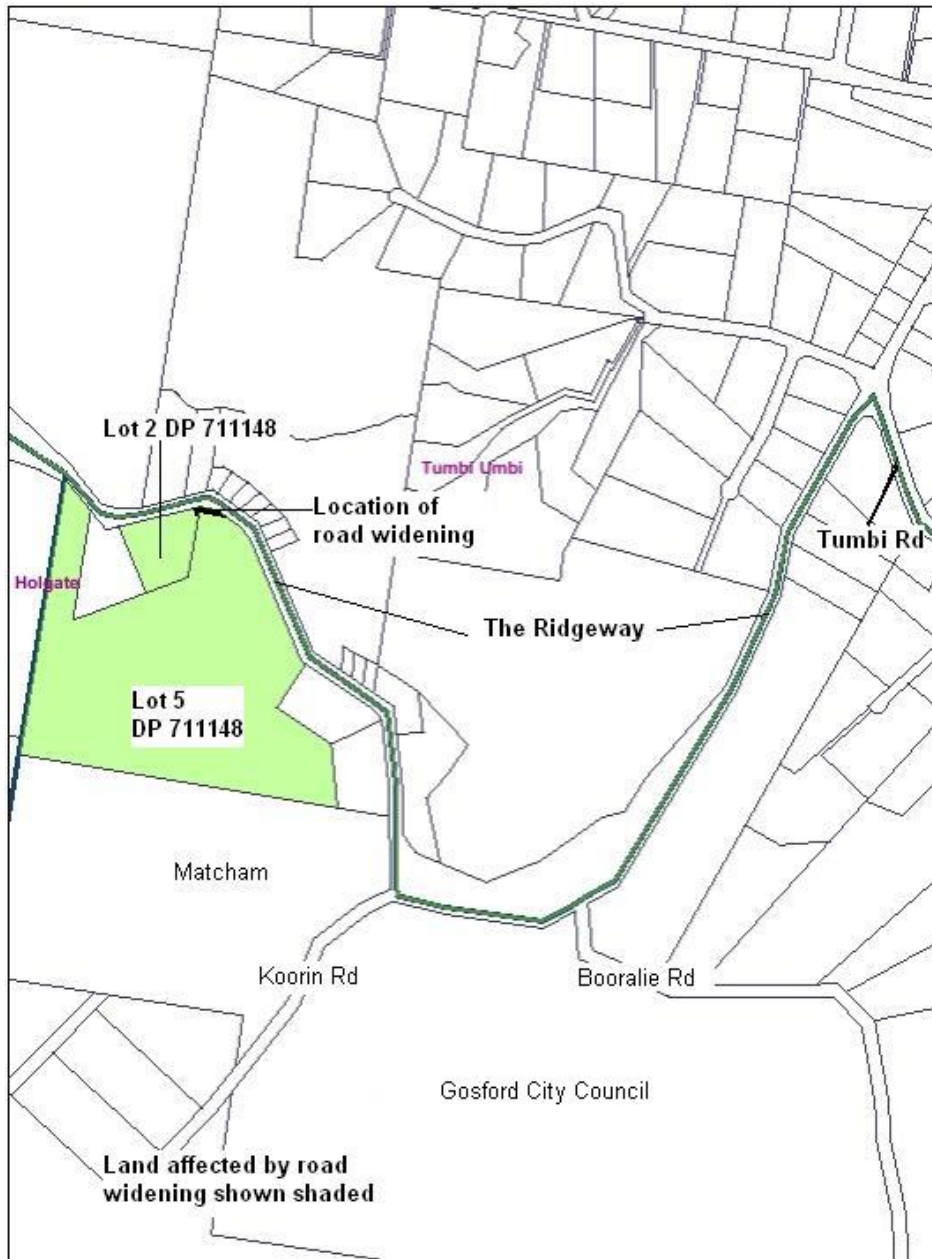 Lot 2 DP 711148
Tumbi Umbi
Location of
road widening
Tumbi Rd
Holgate
The Ridgeway
Lot 5
DP 711148
Matcham
Koorin Rd
Booralie Rd
Gosford City Council
Land affected by road
widening shown shaded